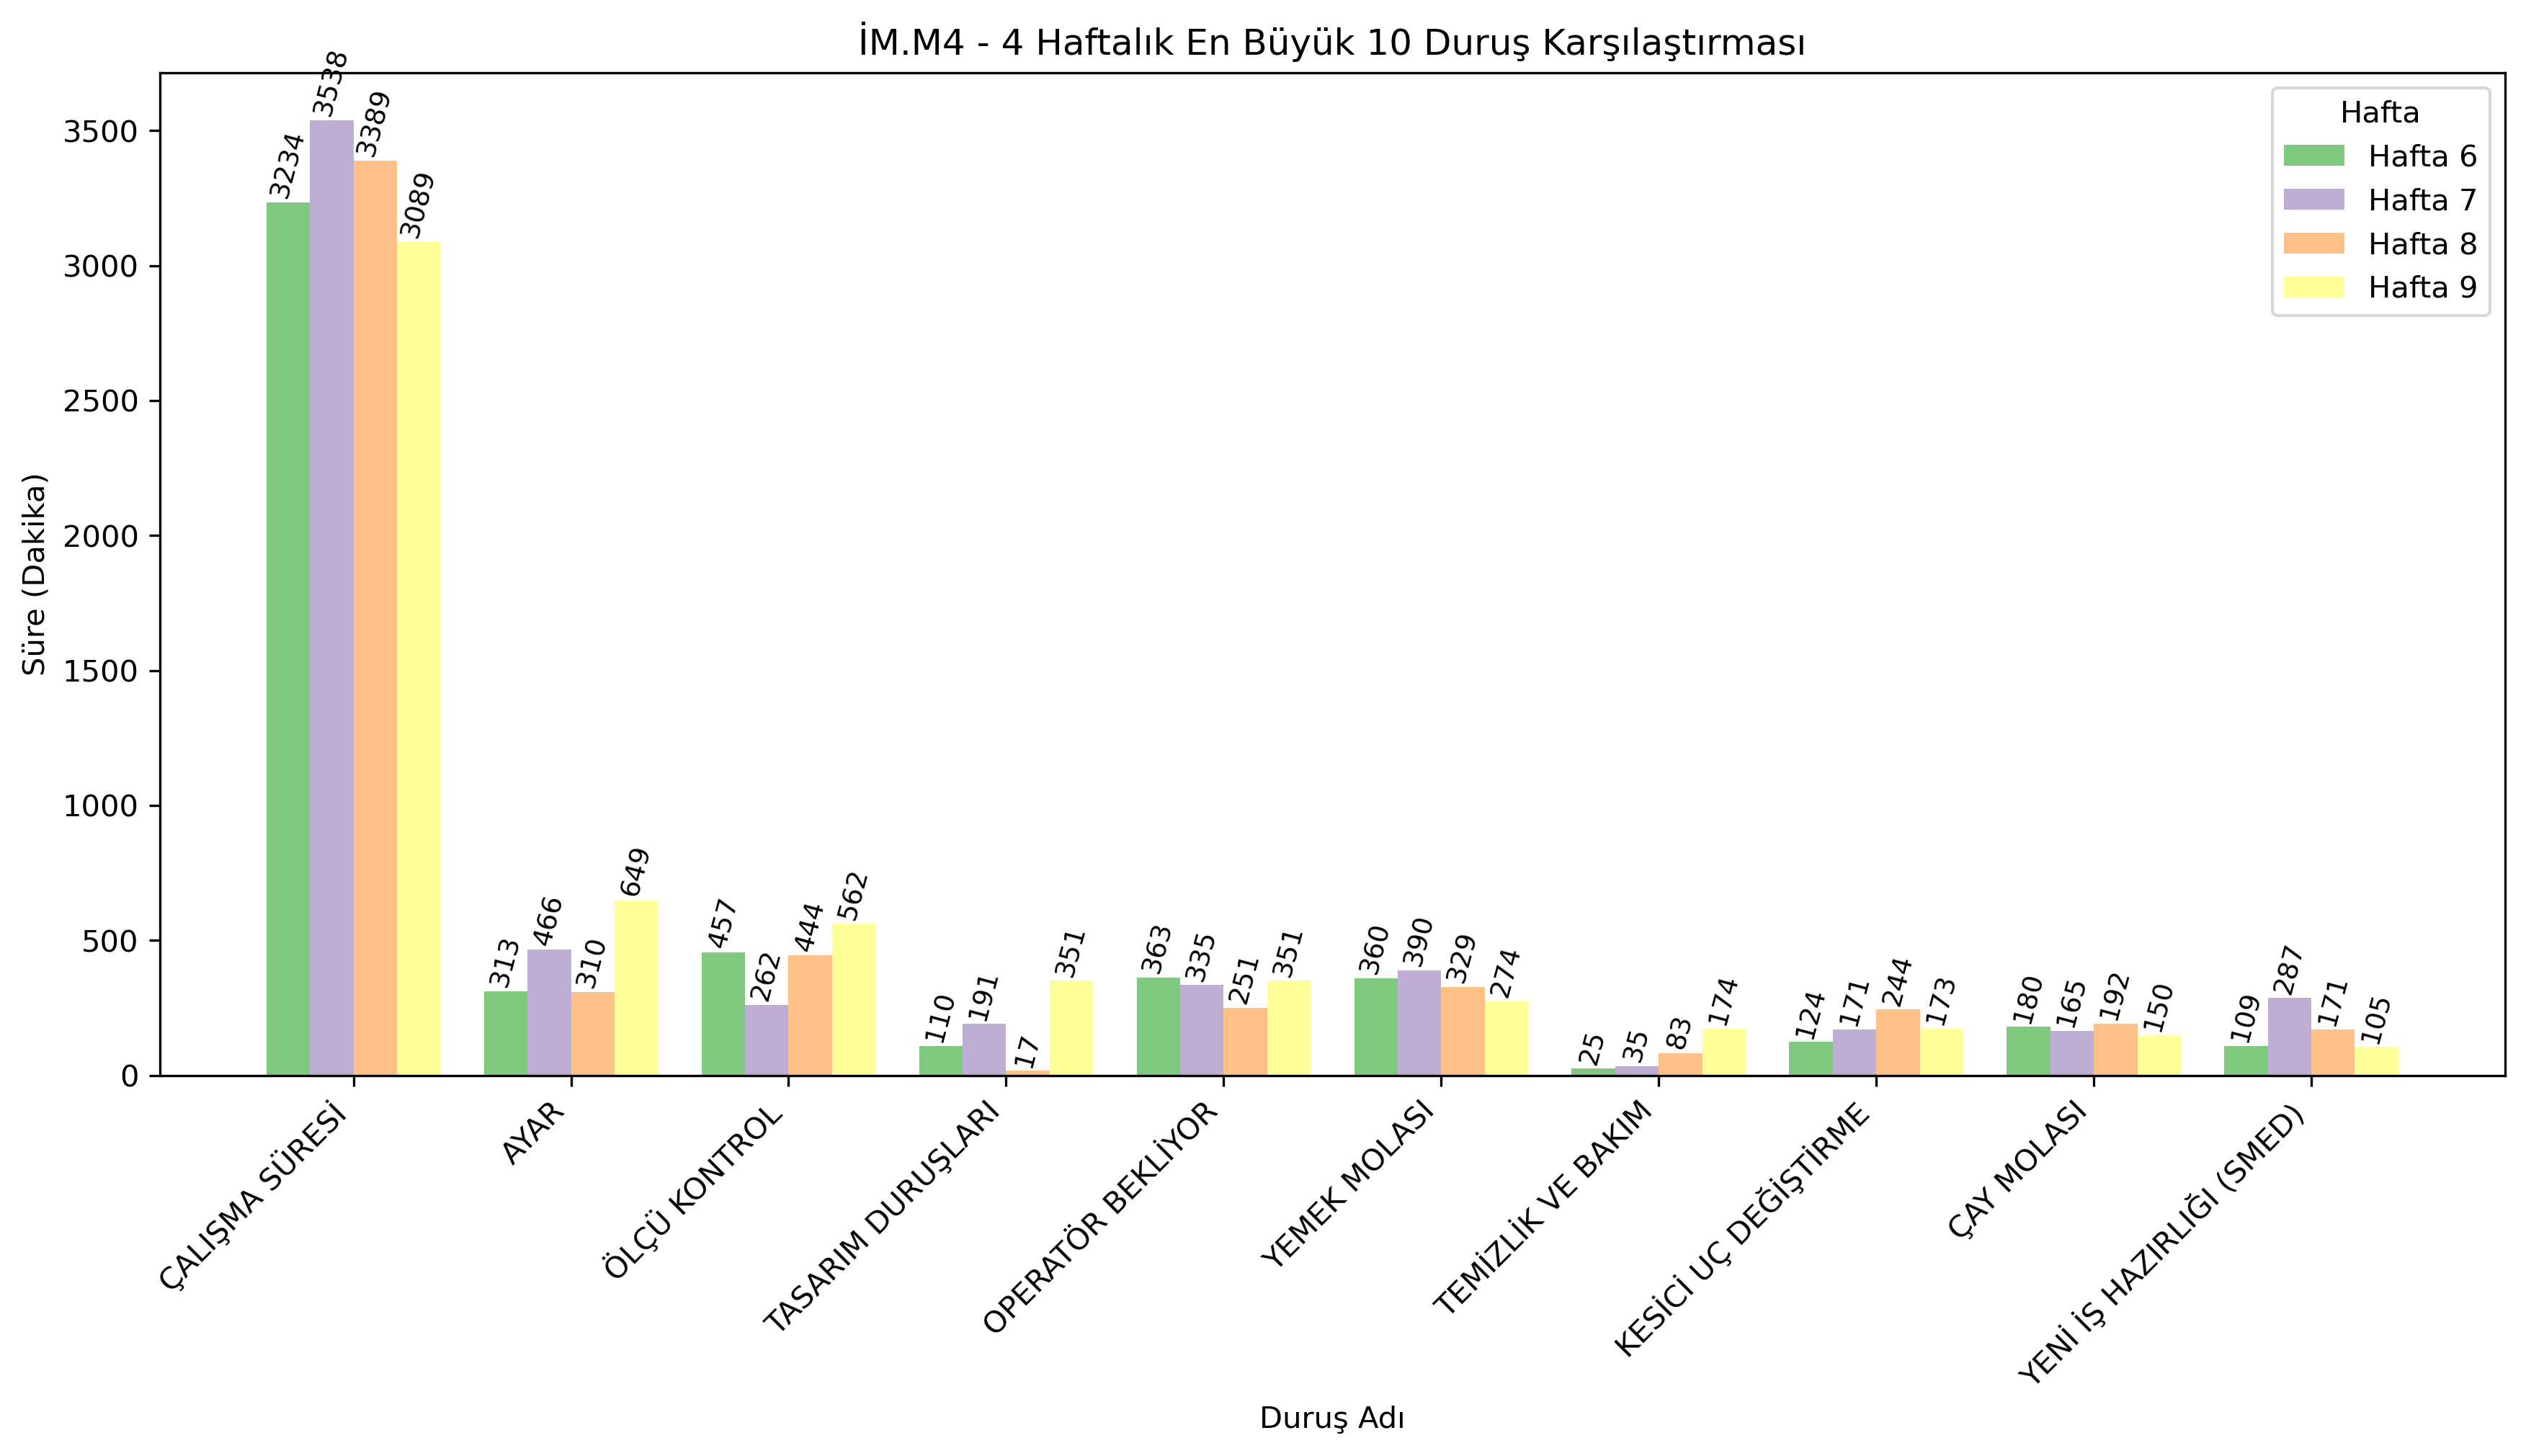 İM.M4 - 4 Haftalık En Büyük 10 Duruş Karşılaştırması
Süre (Dakika)
3500
3000
2500
2000
1500
1000
500
0
Hafta
Hafta 6
Hafta 7
Hafta 8
Hafta 9
3234 3538 3389 3089
313 466 310 649
457 262 444 562
110 191 17 351
363 335 251 351
360 390 329 274
25 35 83 174
124 171 244 173
180 165 192 150
109 287 171 105
ÇALIŞMA SÜRESİ
AYAR
ÖLÇÜ KONTROL
TASARIM DURUŞLARI
OPERATÖR BEKLİYOR
YEMEK MOLASI
TEMİZLİK VE BAKIM
KESİCİ UÇ DEĞİŞTİRME
ÇAY MOLASI
YENİ İŞ HAZIRLIĞI (SMED)
Duruş Adı